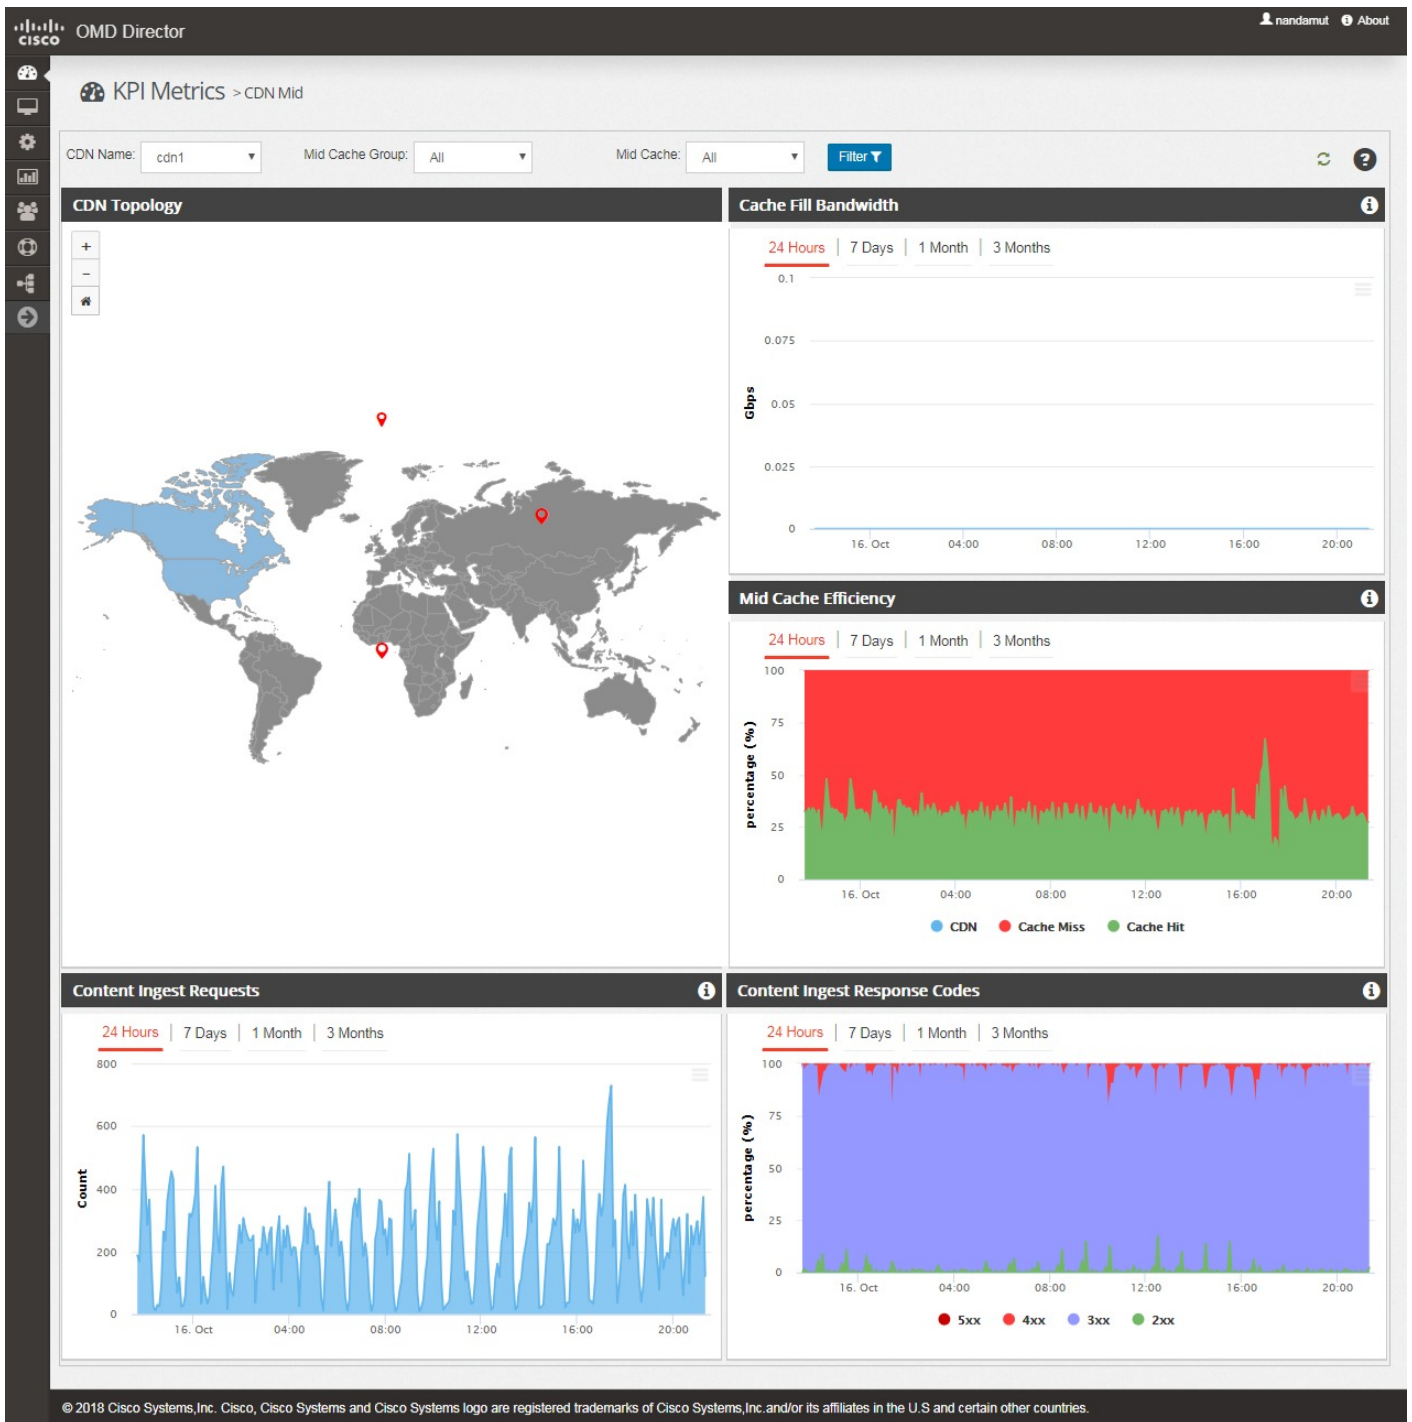 cisco OMD Director
nandamut About
KPI Metrics > CDN Mid
CDN Name: cdn1 Mid Cache Group: All Mid Cache: All Filter
CDN Topology
+
−
Cache Fill Bandwidth
24 Hours 7 Days 1 Month 3 Months
0.1
0.075
0.05
0.025
0
Gbps
16. Oct 04:00 08:00 12:00 16:00 20:00
Mid Cache Efficiency
24 Hours 7 Days 1 Month 3 Months
100
75
50
25
0
percentage (%)
16. Oct 04:00 08:00 12:00 16:00 20:00
CDN Cache Miss Cache Hit
Content Ingest Requests
24 Hours 7 Days 1 Month 3 Months
800
600
400
200
0
Count
16. Oct 04:00 08:00 12:00 16:00 20:00
Content Ingest Response Codes
24 Hours 7 Days 1 Month 3 Months
100
75
50
25
0
percentage (%)
16. Oct 04:00 08:00 12:00 16:00 20:00
5xx 4xx 3xx 2xx
© 2018 Cisco Systems,Inc. Cisco, Cisco Systems and Cisco Systems logo are registered trademarks of Cisco Systems,Inc.and/or its affiliates in the U.S and certain other countries.